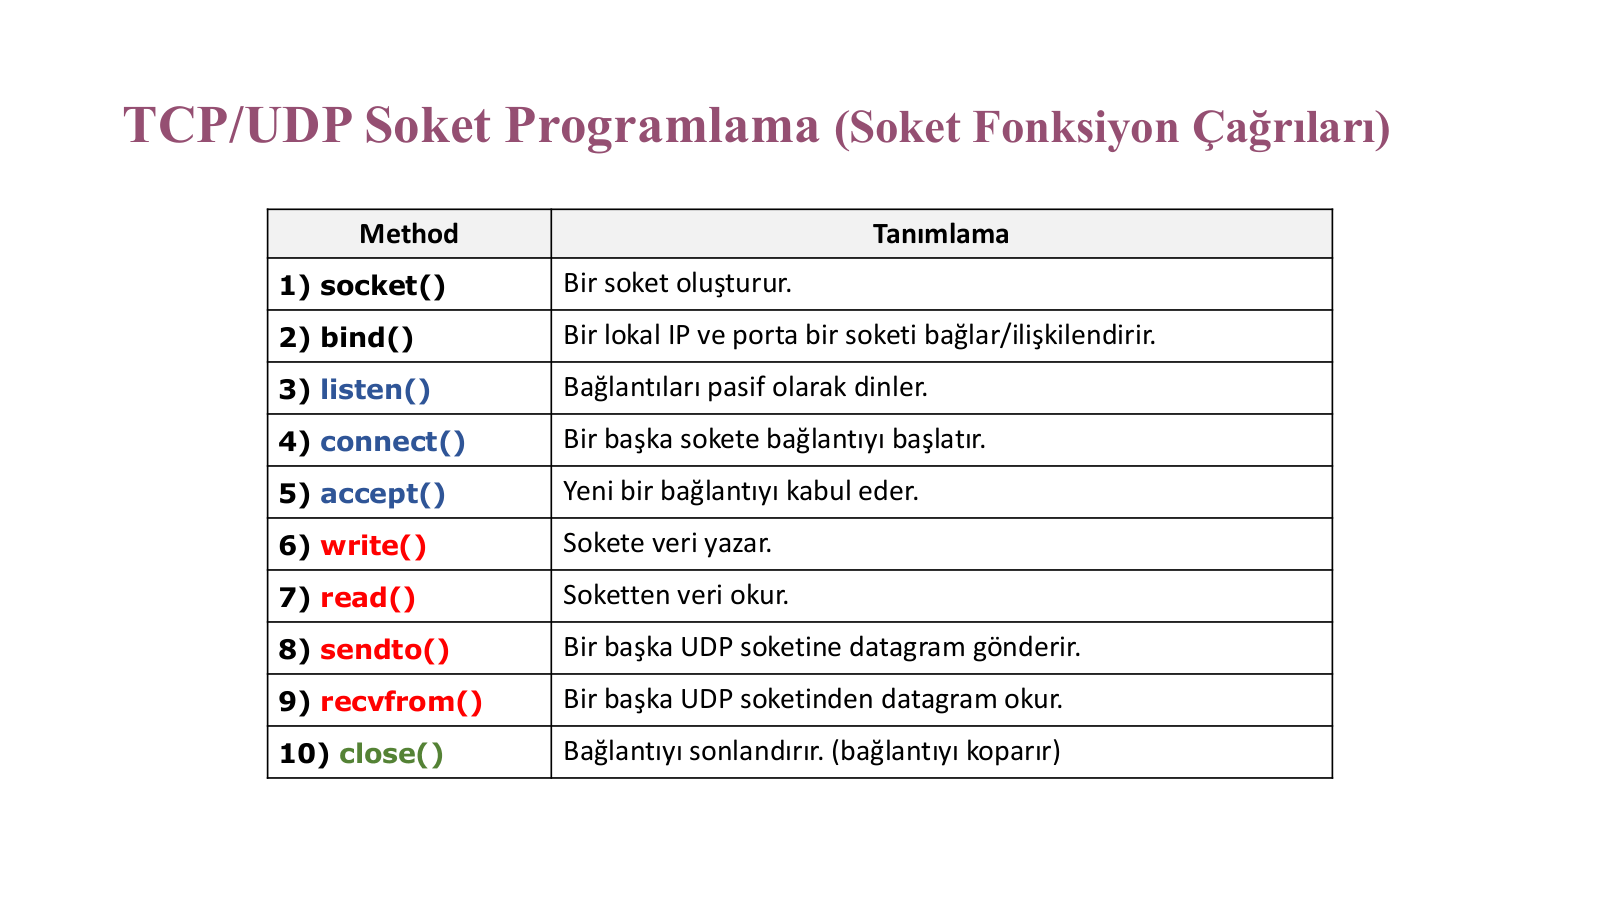 TCP/UDP Soket Programlama (Soket Fonksiyon Çağrıları)
Method Tanımlama
1) socket() Bir soket oluşturur.
2) bind() Bir lokal IP ve porta bir soketi bağlar/ilişkilendirir.
3) listen() Bağlantıları pasif olarak dinler.
4) connect() Bir başka sokete bağlantıyı başlatır.
5) accept() Yeni bir bağlantıyı kabul eder.
6) write() Sokete veri yazar.
7) read() Soketten veri okur.
8) sendto() Bir başka UDP soketine datagram gönderir.
9) recvfrom() Bir başka UDP soketinden datagram okur.
10) close() Bağlantıyı sonlandırır. (bağlantıyı koparır)